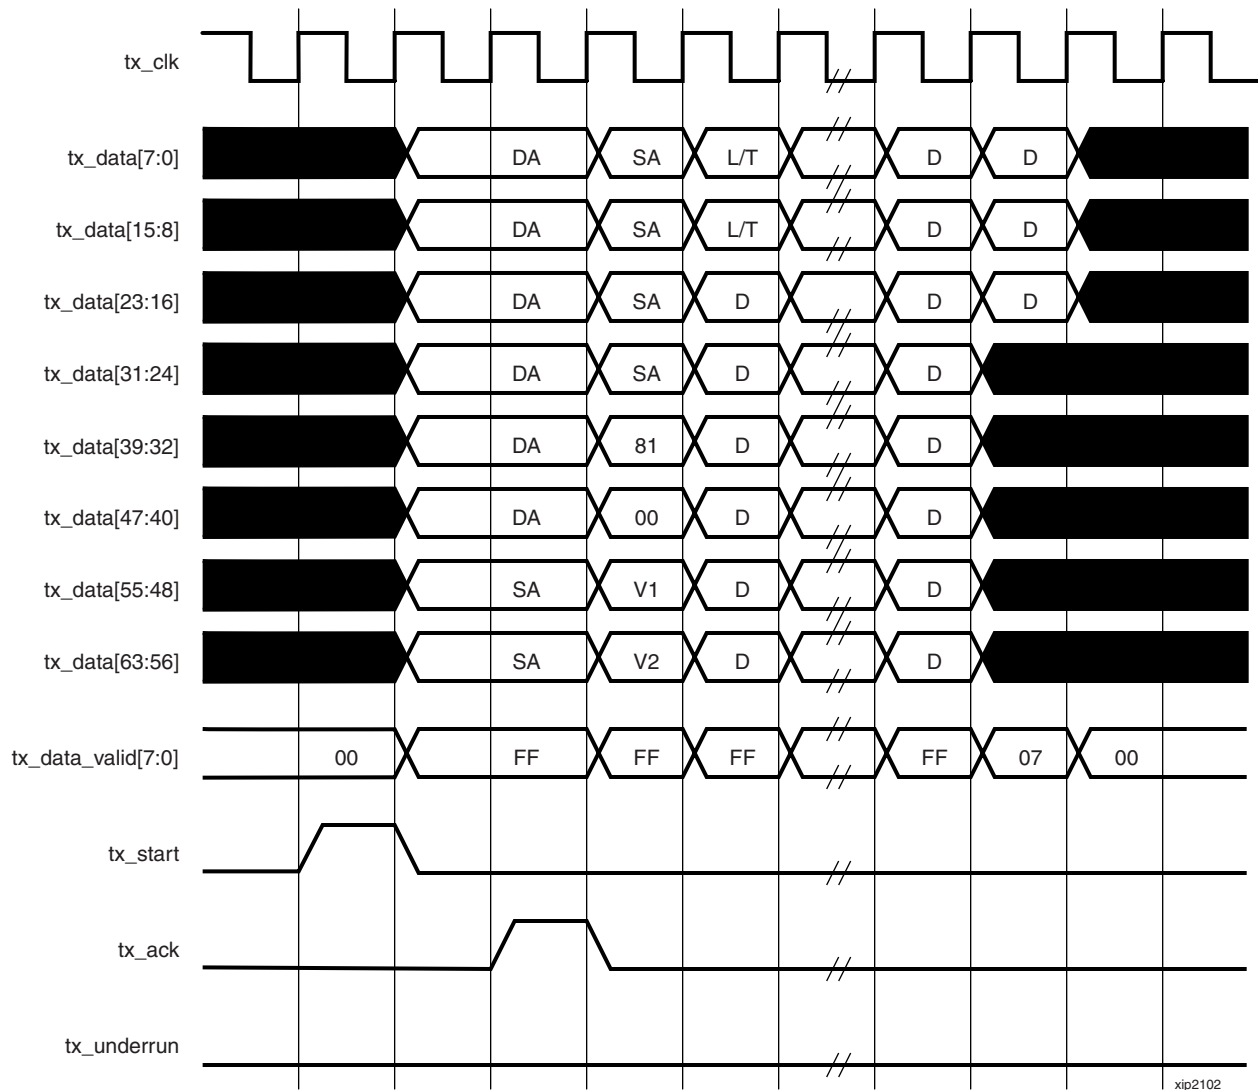 tx_clk
tx_data[7:0] DA SA L/T D D
tx_data[15:8] DA SA L/T D D
tx_data[23:16] DA SA D D D
tx_data[31:24] DA SA D D
tx_data[39:32] DA 81 D D
tx_data[47:40] DA 00 D D
tx_data[55:48] SA V1 D D
tx_data[63:56] SA V2 D D
tx_data_valid[7:0] 00 FF FF FF FF 07 00
tx_start
tx_ack
tx_underrun
xip2102